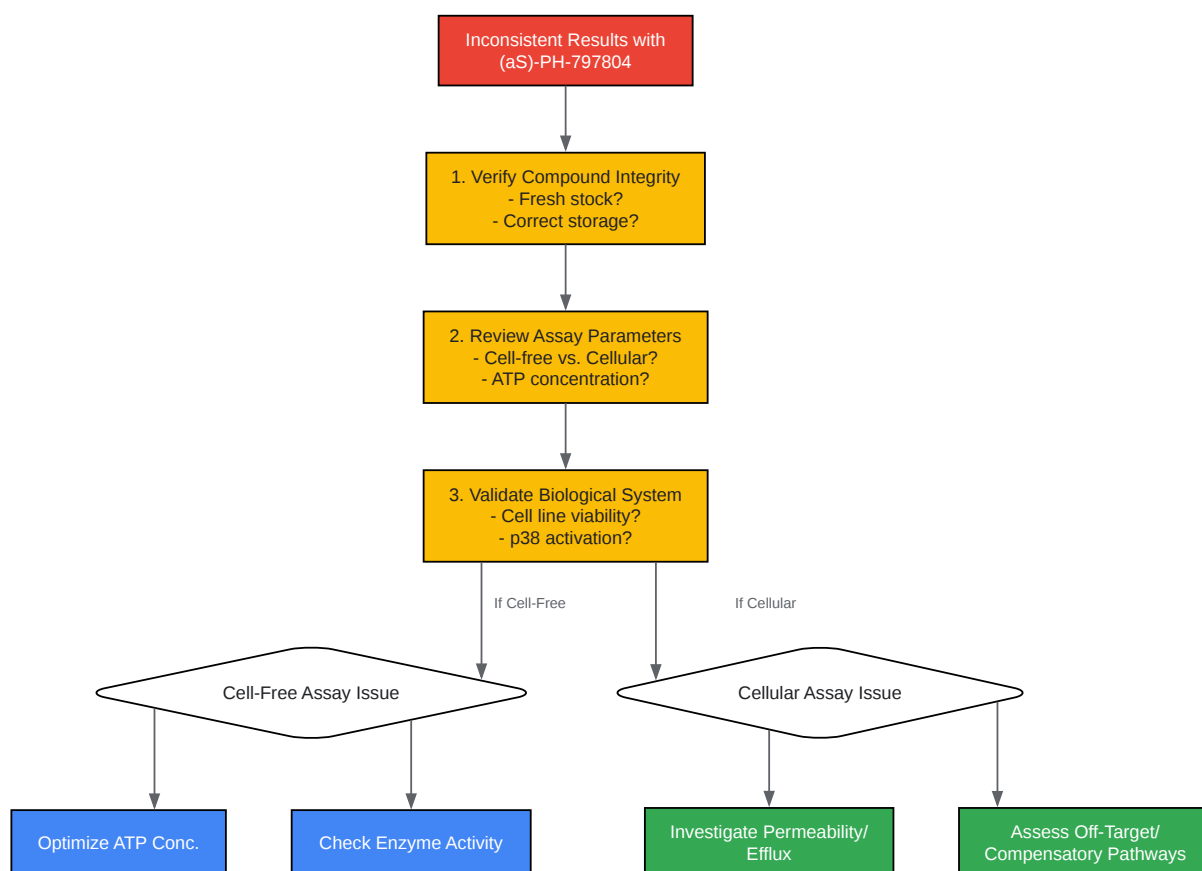 Inconsistent Results with
(aS)-PH-797804
1. Verify Compound Integrity
- Fresh stock?
- Correct storage?
2. Review Assay Parameters
- Cell-free vs. Cellular?
- ATP concentration?
3. Validate Biological System
- Cell line viability?
- p38 activation?
If Cell-Free
If Cellular
Cell-Free Assay Issue
Cellular Assay Issue
Optimize ATP Conc.
Check Enzyme Activity
Investigate Permeability/
Efflux
Assess Off-Target/
Compensatory Pathways